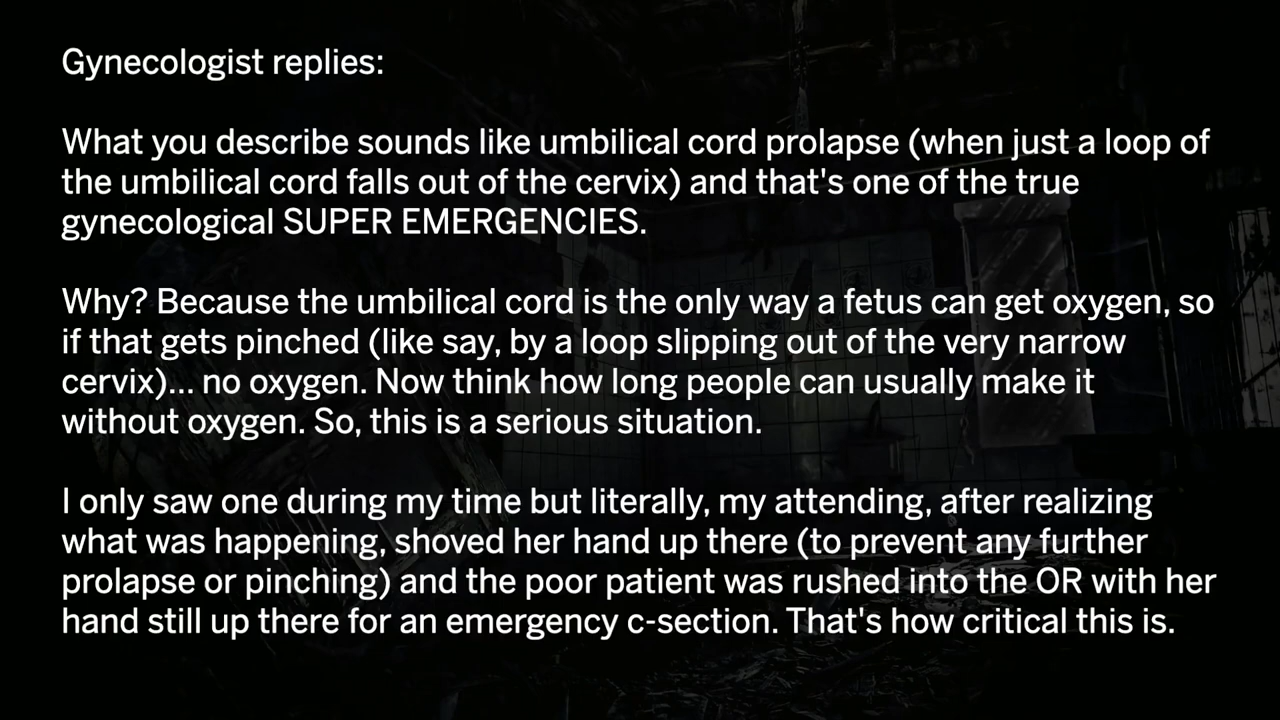 Gynecologist replies:
What you describe sounds like umbilical cord prolapse (when just a loop of
the umbilical cord falls out of the cervix) and that's one of the true
gynecological SUPER EMERGENCIES.
Why? Because the umbilical cord is the only way a fetus can get oxygen, so
if that gets pinched (like say, by a loop slipping out of the very narrow
cervix)... no oxygen. Now think how long people can usually make it
without oxygen. So, this is a serious situation.
I only saw one during my time but literally, my attending, after realizing
what was happening, shoved her hand up there (to prevent any further
prolapse or pinching) and the poor patient was rushed into the OR with her
hand still up there for an emergency c-section. That's how critical this is.